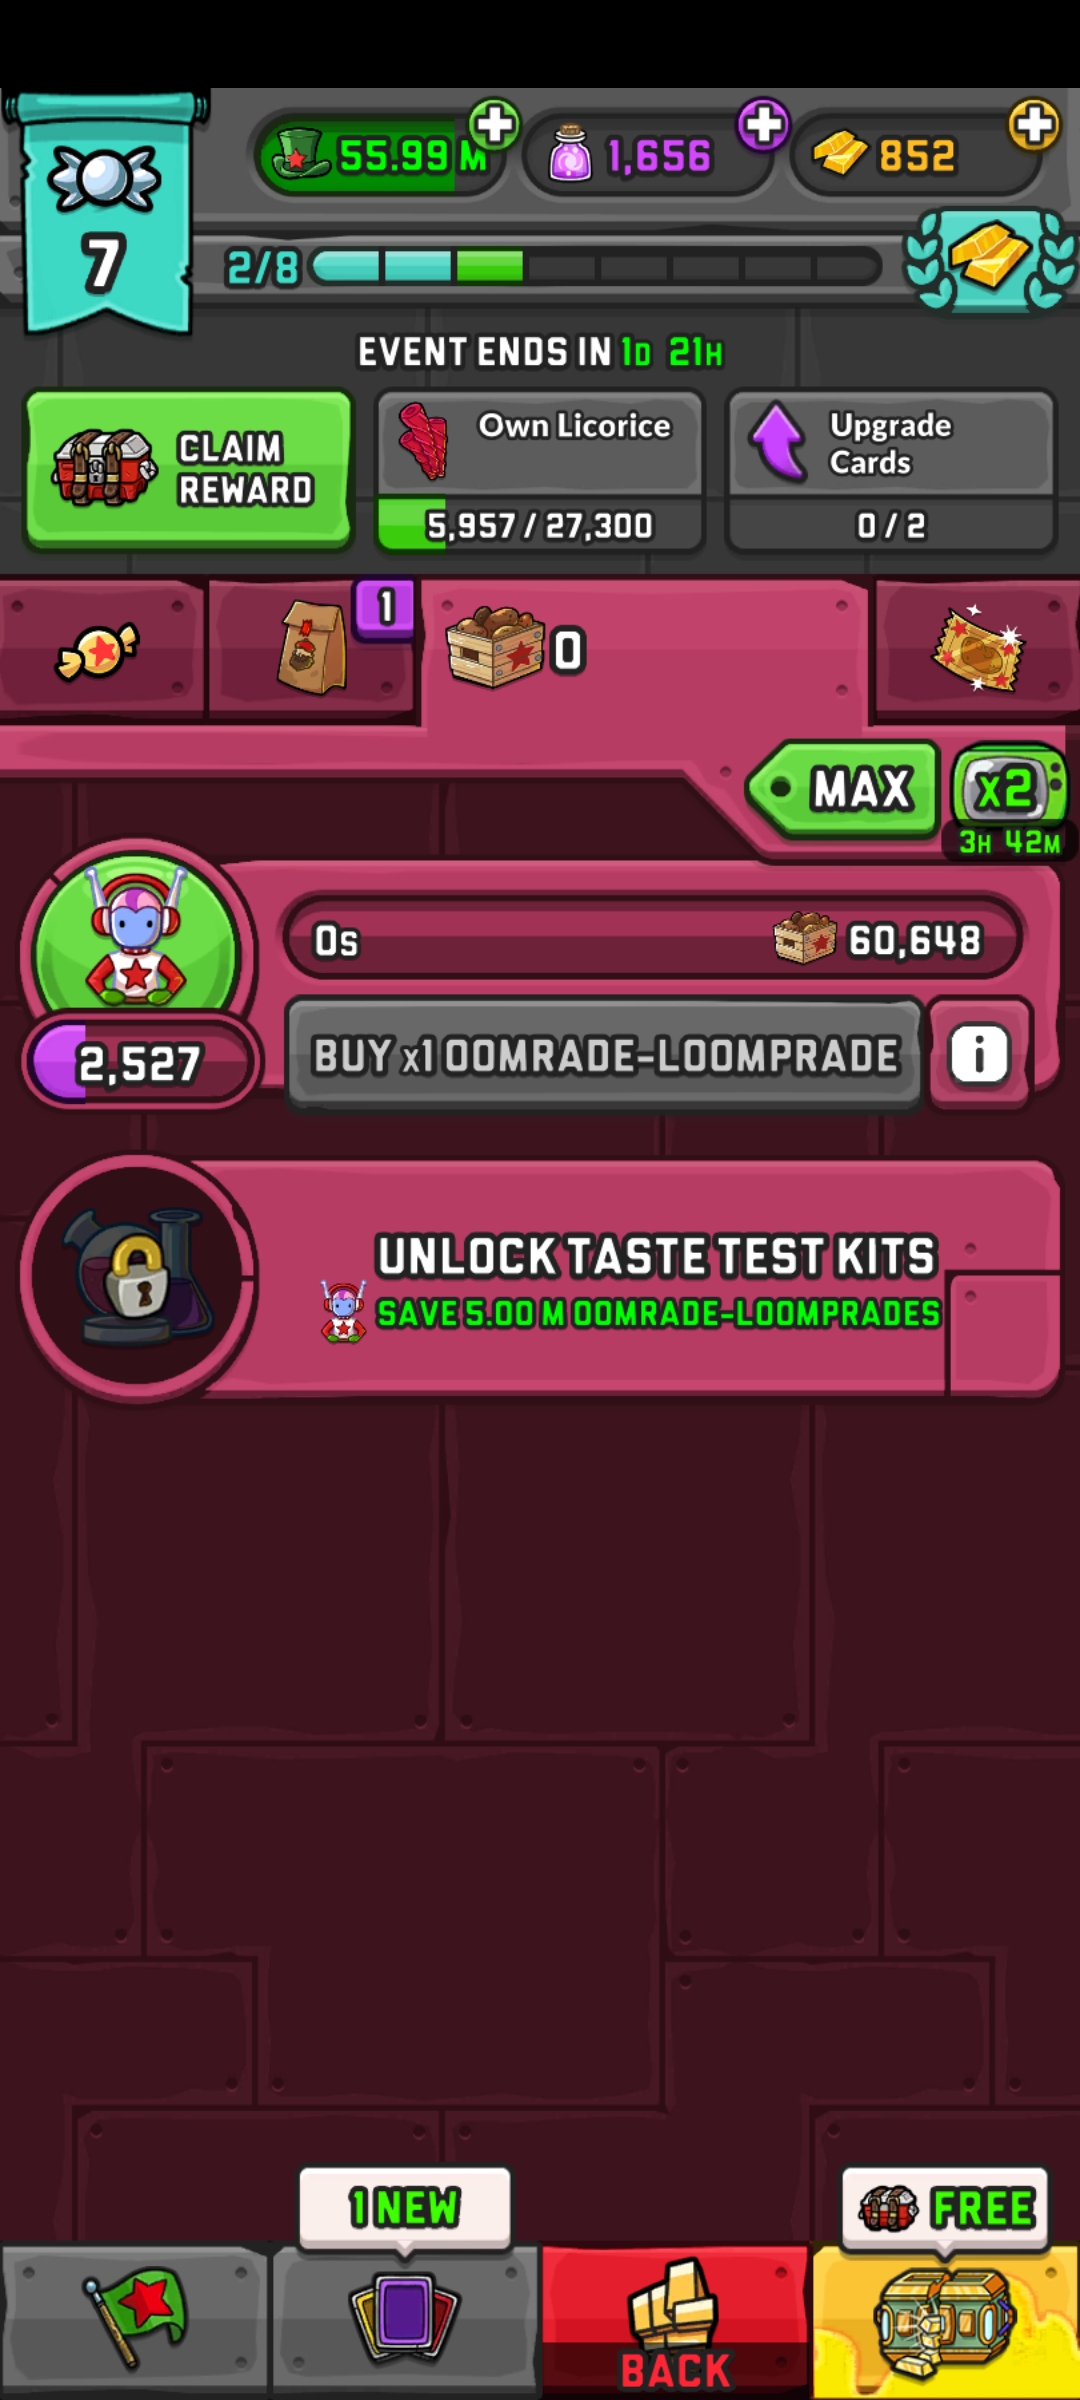 55.99 M
1,656
852
7
2/8
EVENT ENDS IN 1D 21H
CLAIM
REWARD
Own Licorice
5,957 / 27,300
Upgrade
Cards
0 / 2
1
0
MAX
x2
3H 42M
0s
60,648
2,527
BUY x1 OOMRADE-LOOMPRADE
i
UNLOCK TASTE TEST KITS
SAVE 5.00 M OOMRADE-LOOMPRADES
1 NEW
FREE
BACK